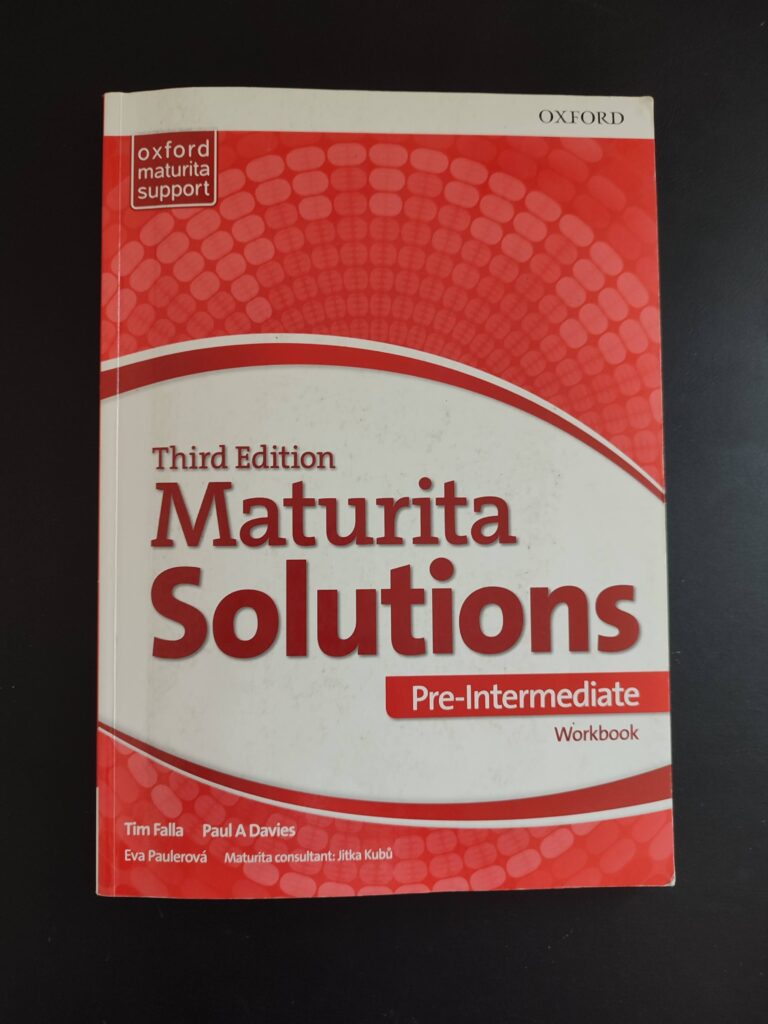 OXFORD
oxford
maturita
support
Third Edition
Maturita
Solutions
Pre-Intermediate
Workbook
Tim Falla Paul A Davies
Eva Paulerová Maturita consultant: Jitka Kubů